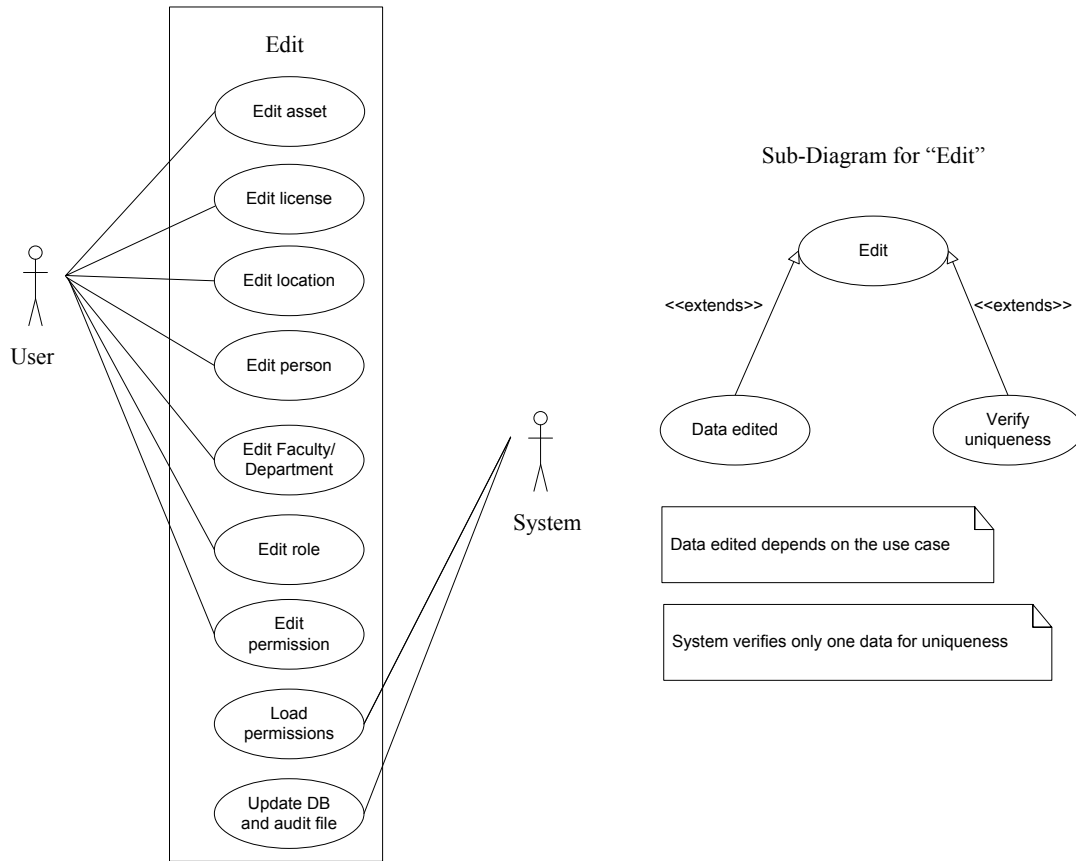 Edit
Edit asset
Edit license
Edit location
Edit person
Edit Faculty/
Department
Edit role
Edit
permission
Load
permissions
Update DB
and audit file
User
System
Sub-Diagram for “Edit”
Edit
<<extends>>
<<extends>>
Data edited
Verify
uniqueness
Data edited depends on the use case
System verifies only one data for uniqueness